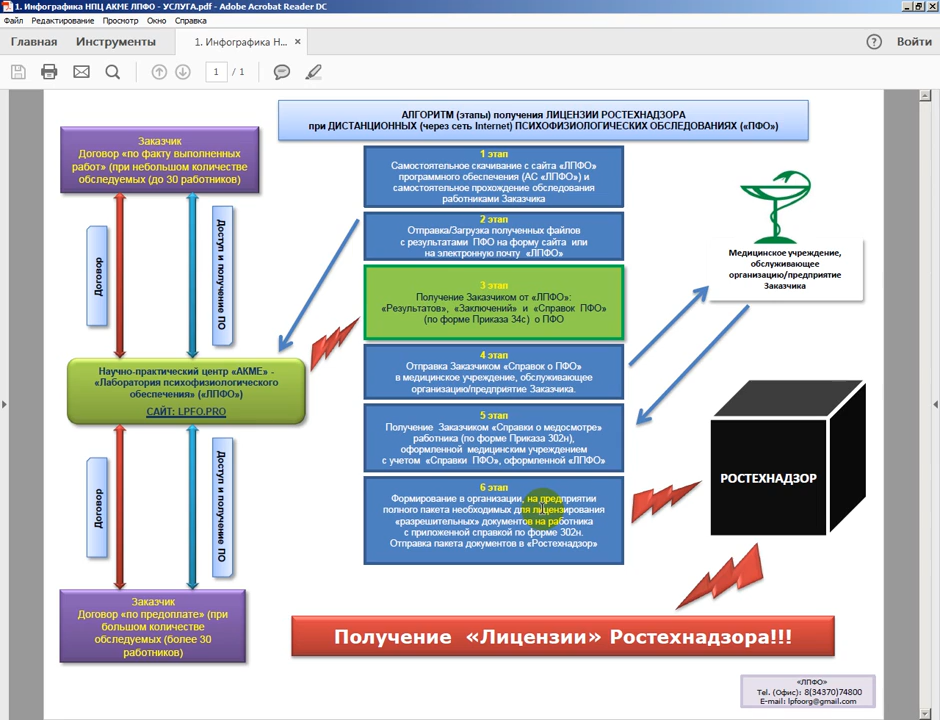 1. Инфографика НПЦ АКМЕ ЛПФО - УСЛУГА.pdf - Adobe Acrobat Reader DC
Файл Редактирование Просмотр Окно Справка
Главная Инструменты 1. Инфографика Н... × Войти
1 / 1
АЛГОРИТМ (этапы) получения ЛИЦЕНЗИИ РОСТЕХНАДЗОРА
при ДИСТАНЦИОННЫХ (через сеть Internet) ПСИХОФИЗИОЛОГИЧЕСКИХ ОБСЛЕДОВАНИЯХ («ПФО»)
Заказчик
Договор «по факту выполненных
работ» (при небольшом количестве
обследуемых (до 30 работников)
Договор
Доступ и получение ПО
Научно-практический центр «АКМЕ» -
«Лаборатория психофизиологического
обеспечения» («ЛПФО»)
САЙТ: LPFO.PRO
Договор
Доступ и получение ПО
Заказчик
Договор «по предоплате» (при
большом количестве
обследуемых (более 30
работников)
1 этап
Самостоятельное скачивание с сайта «ЛПФО»
программного обеспечения (АС «ЛПФО») и
самостоятельное прохождение обследования
работниками Заказчика
2 этап
Отправка/Загрузка полученных файлов
с результатами ПФО на форму сайта или
на электронную почту «ЛПФО»
3 этап
Получение Заказчиком от «ЛПФО»:
«Результатов», «Заключений» и «Справок ПФО»
(по форме Приказа 34с) о ПФО
4 этап
Отправка Заказчиком «Справок о ПФО»
в медицинское учреждение, обслуживающее
организацию/предприятие Заказчика.
5 этап
Получение Заказчиком «Справки о медосмотре»
работника (по форме Приказа 302н),
оформленной медицинским учреждением
с учетом «Справки ПФО», оформленной «ЛПФО»
6 этап
Формирование в организации, на предприятии
полного пакета необходимых для лицензирования
«разрешительных» документов на работника
с приложенной справкой по форме 302н.
Отправка пакета документов в «Ростехнадзор»
Медицинское учреждение,
обслуживающее
организацию/предприятие
Заказчика
РОСТЕХНАДЗОР
Получение «Лицензии» Ростехнадзора!!!
«ЛПФО»
Tel. (Офис): 8(34370)74800
E-mail: lpfoorg@gmail.com